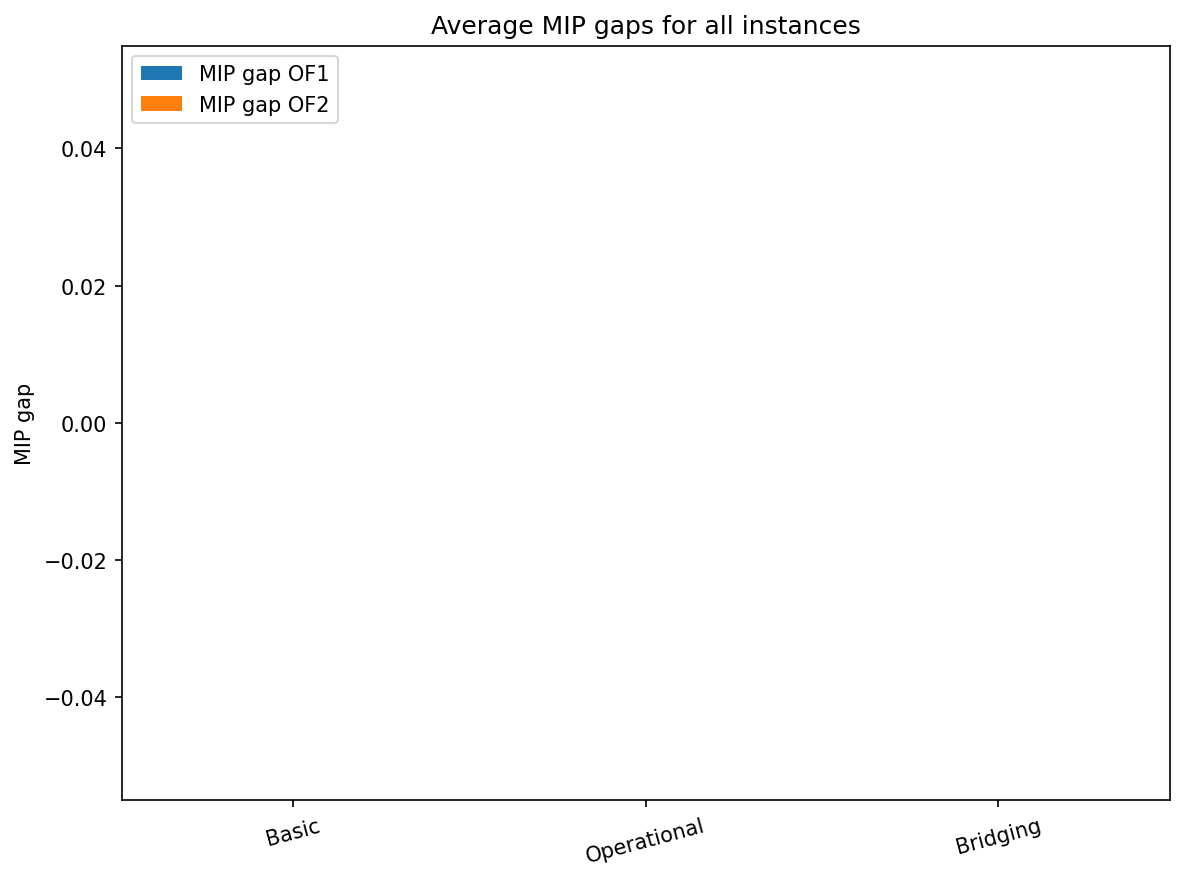 Average MIP gaps for all instances
MIP gap OF1
MIP gap OF2
MIP gap
0.04
0.02
0.00
−0.02
−0.04
Basic
Operational
Bridging